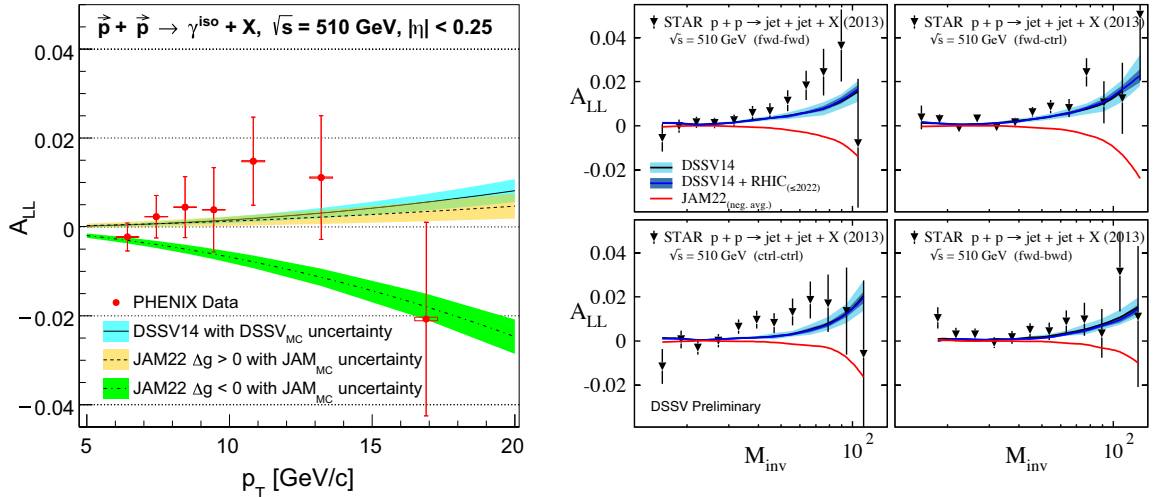 p⃗ + p⃗ → γ^iso + X, √s = 510 GeV, |η| < 0.25
A_LL
0.04
0.02
0
−0.02
−0.04
PHENIX Data
DSSV14 with DSSV_MC uncertainty
JAM22 Δg > 0 with JAM_MC uncertainty
JAM22 Δg < 0 with JAM_MC uncertainty
5
10
15
20
p_T [GeV/c]
STAR p + p → jet + jet + X (2013)
√s = 510 GeV (fwd-fwd)
A_LL
0.04
0.02
0
-0.02
DSSV14
DSSV14 + RHIC_(≤2022)
JAM22_(neg. avg.)
STAR p + p → jet + jet + X (2013)
√s = 510 GeV (fwd-ctrl)
STAR p + p → jet + jet + X (2013)
√s = 510 GeV (ctrl-ctrl)
A_LL
0.04
0.02
0
-0.02
DSSV Preliminary
10^2
M_inv
STAR p + p → jet + jet + X (2013)
√s = 510 GeV (fwd-bwd)
10^2
M_inv